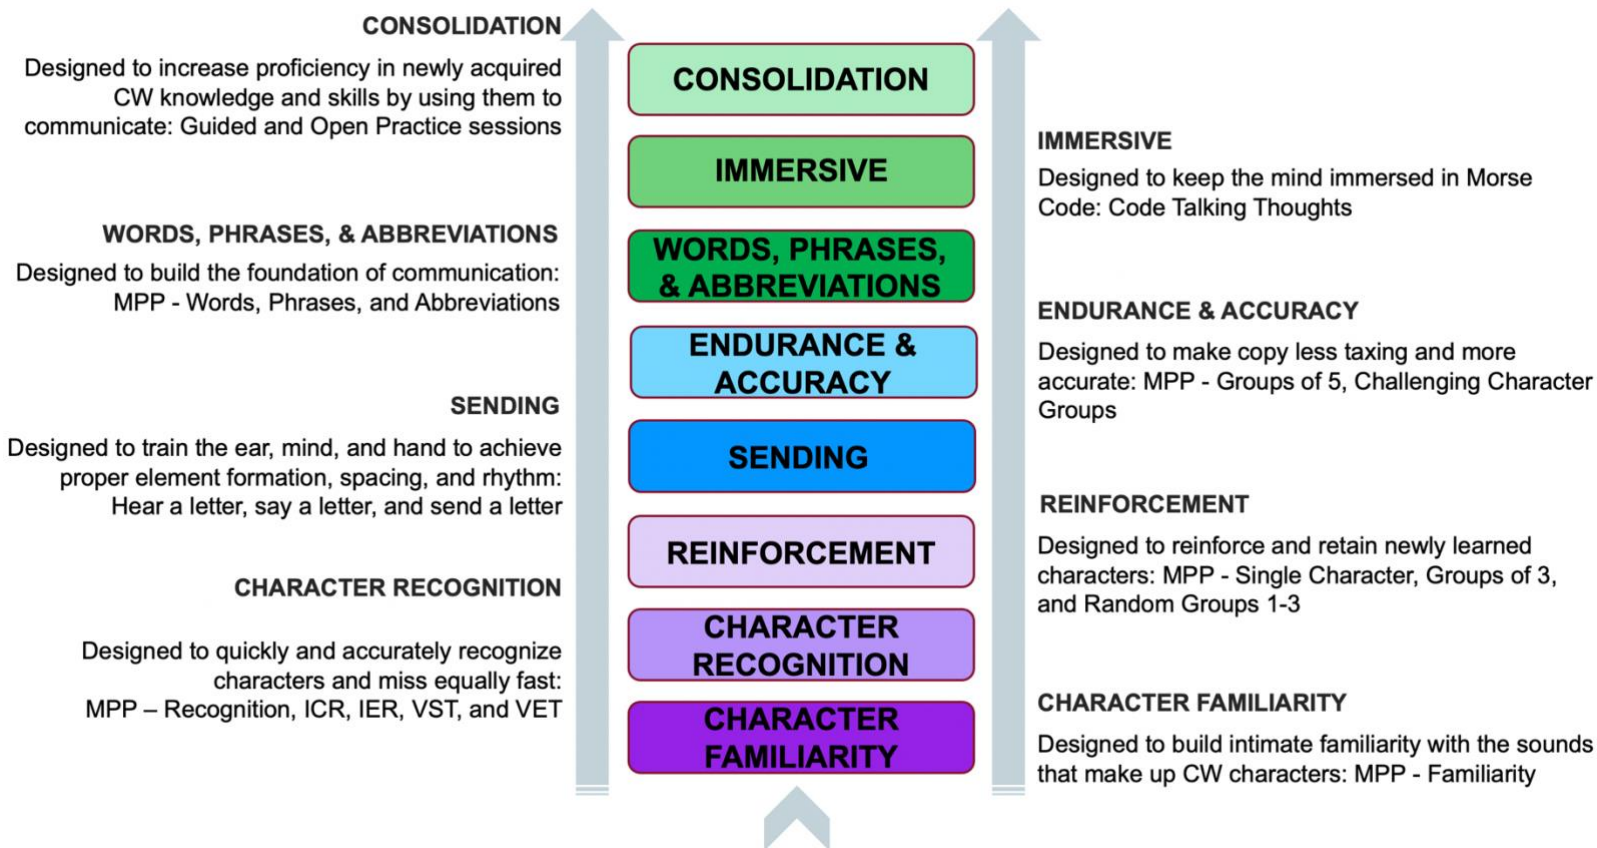 CONSOLIDATION
Designed to increase proficiency in newly acquired
CW knowledge and skills by using them to
communicate: Guided and Open Practice sessions
WORDS, PHRASES, & ABBREVIATIONS
Designed to build the foundation of communication:
MPP - Words, Phrases, and Abbreviations
SENDING
Designed to train the ear, mind, and hand to achieve
proper element formation, spacing, and rhythm:
Hear a letter, say a letter, and send a letter
CHARACTER RECOGNITION
Designed to quickly and accurately recognize
characters and miss equally fast:
MPP – Recognition, ICR, IER, VST, and VET
CONSOLIDATION
IMMERSIVE
WORDS, PHRASES,
& ABBREVIATIONS
ENDURANCE &
ACCURACY
SENDING
REINFORCEMENT
CHARACTER
RECOGNITION
CHARACTER
FAMILIARITY
IMMERSIVE
Designed to keep the mind immersed in Morse
Code: Code Talking Thoughts
ENDURANCE & ACCURACY
Designed to make copy less taxing and more
accurate: MPP - Groups of 5, Challenging Character
Groups
REINFORCEMENT
Designed to reinforce and retain newly learned
characters: MPP - Single Character, Groups of 3,
and Random Groups 1-3
CHARACTER FAMILIARITY
Designed to build intimate familiarity with the sounds
that make up CW characters: MPP - Familiarity